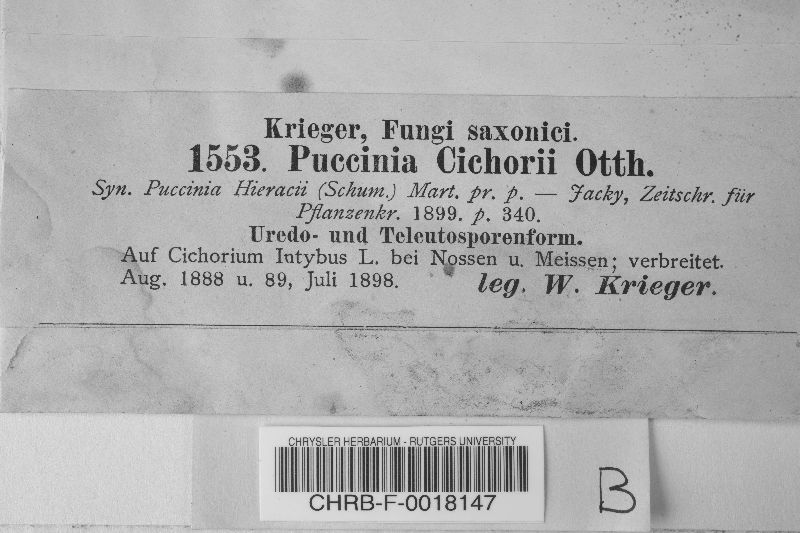 Krieger, Fungi saxonici.
1553. Puccinia Cichorii Otth.
Syn. Puccinia Hieracii (Schum.) Mart. pr. p. — Jacky, Zeitschr. für
Pflanzenkr. 1899. p. 340.
Uredo- und Teleutosporenform.
Auf Cichorium Intybus L. bei Nossen u. Meissen; verbreitet.
Aug. 1888 u. 89, Juli 1898. leg. W. Krieger.
CHRYSLER HERBARIUM - RUTGERS UNIVERSITY
CHRB-F-0018147
B